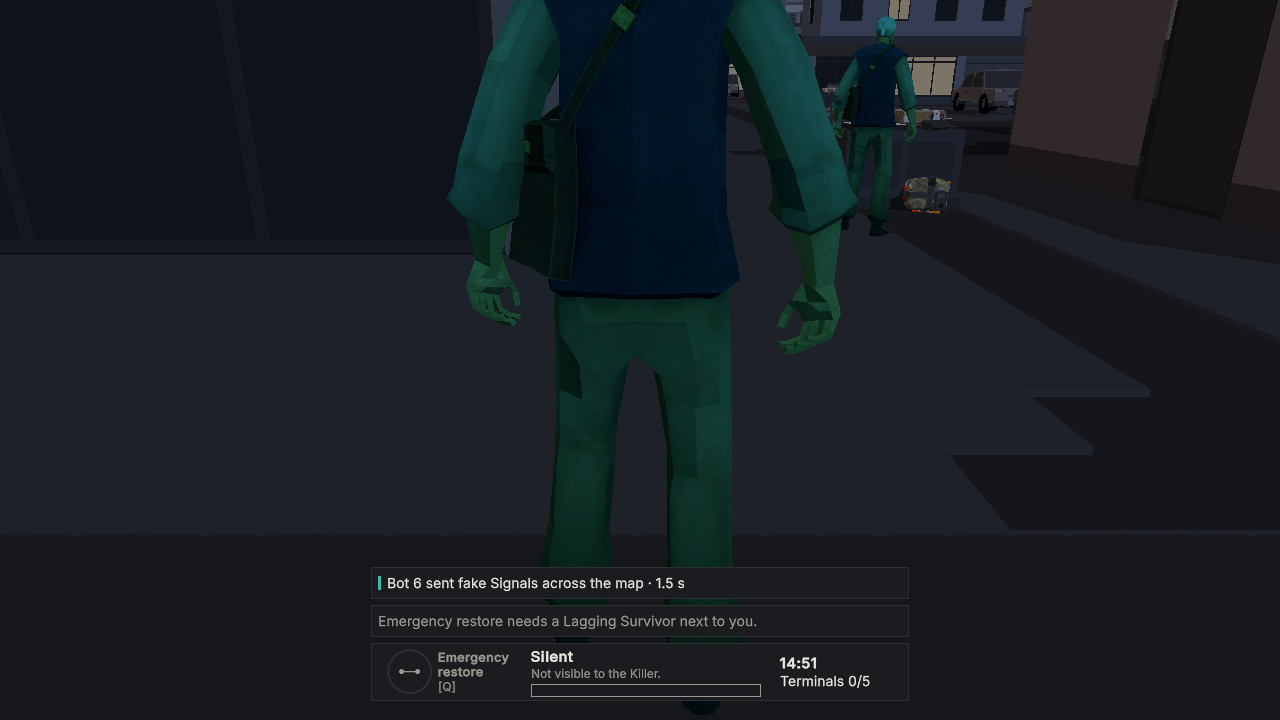 Bot 6 sent fake Signals across the map · 1.5 s
Emergency restore needs a Lagging Survivor next to you.
Emergency
restore
[Q]
Silent
Not visible to the Killer.
14:51
Terminals 0/5